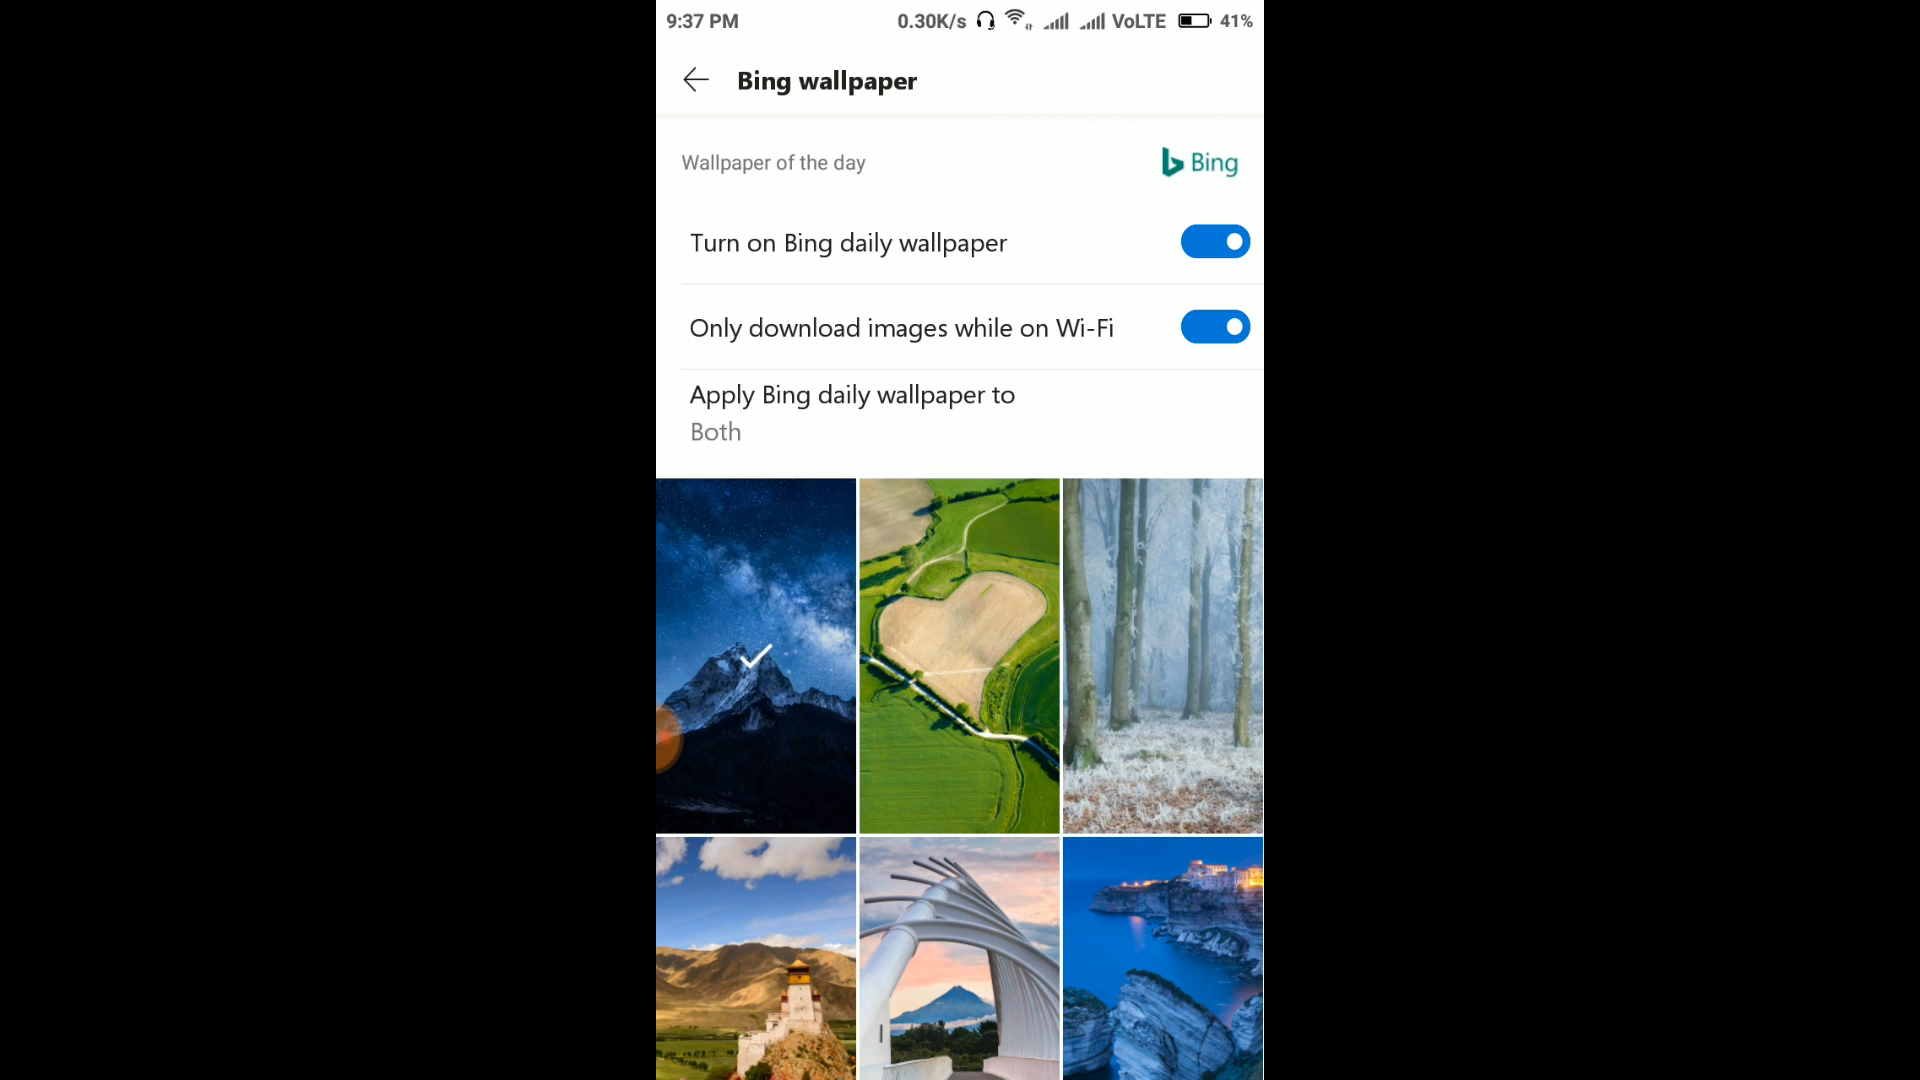 9:37 PM 0.30K/s VoLTE 41%
Bing wallpaper
Wallpaper of the day Bing
Turn on Bing daily wallpaper
Only download images while on Wi-Fi
Apply Bing daily wallpaper to
Both